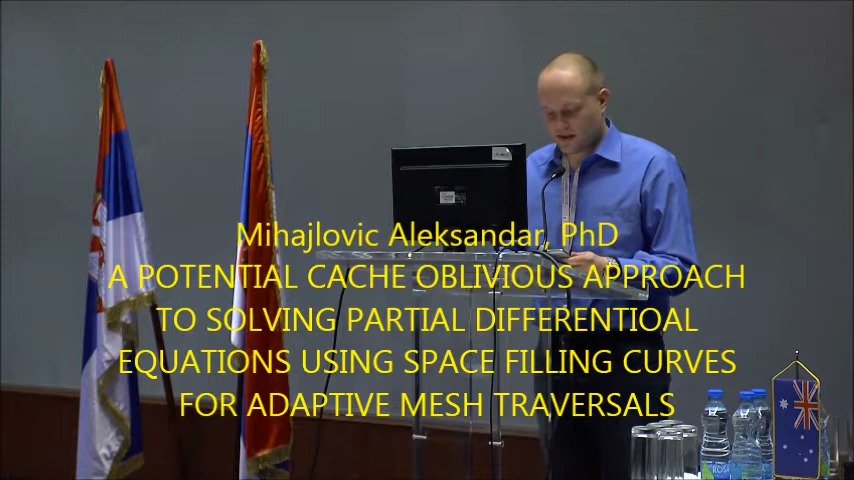 Mihajlovic Aleksandar, PhD
A POTENTIAL CACHE OBLIVIOUS APPROACH
TO SOLVING PARTIAL DIFFERENTIOAL
EQUATIONS USING SPACE FILLING CURVES
FOR ADAPTIVE MESH TRAVERSALS